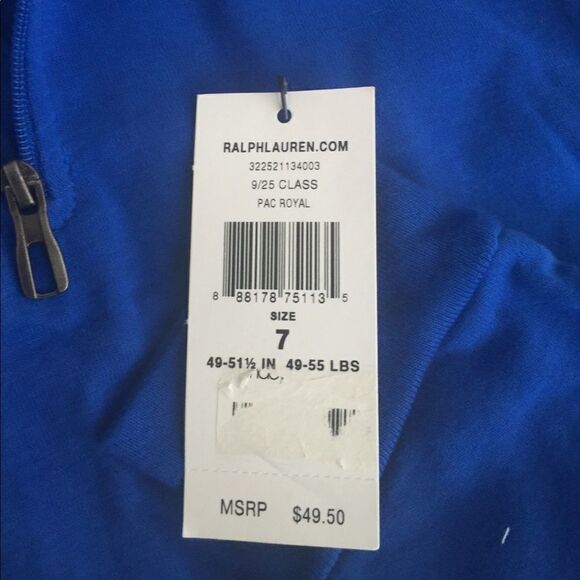 RALPHLAUREN.COM
322521134003
9/25 CLASS
PAC ROYAL
8 88178 75113 5
SIZE
7
49-51½ IN 49-55 LBS
MSRP $49.50